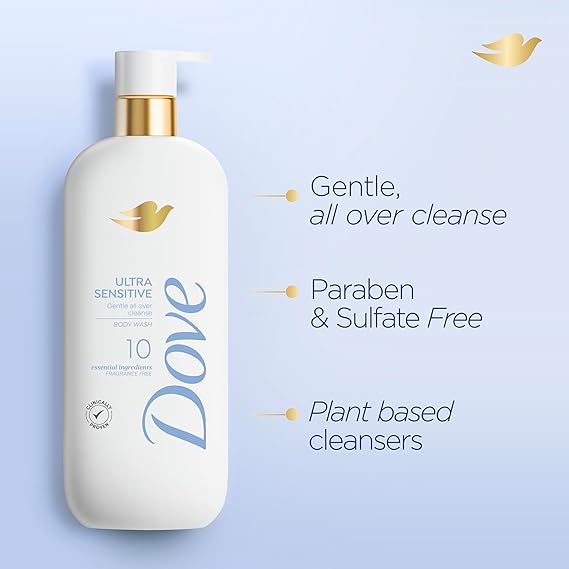 ULTRA
SENSITIVE
Gentle all over
cleanse
BODY WASH
10
essential ingredients
FRAGRANCE FREE
CLINICALLY
PROVEN
Dove
Gentle,
all over cleanse
Paraben
& Sulfate Free
Plant based
cleansers